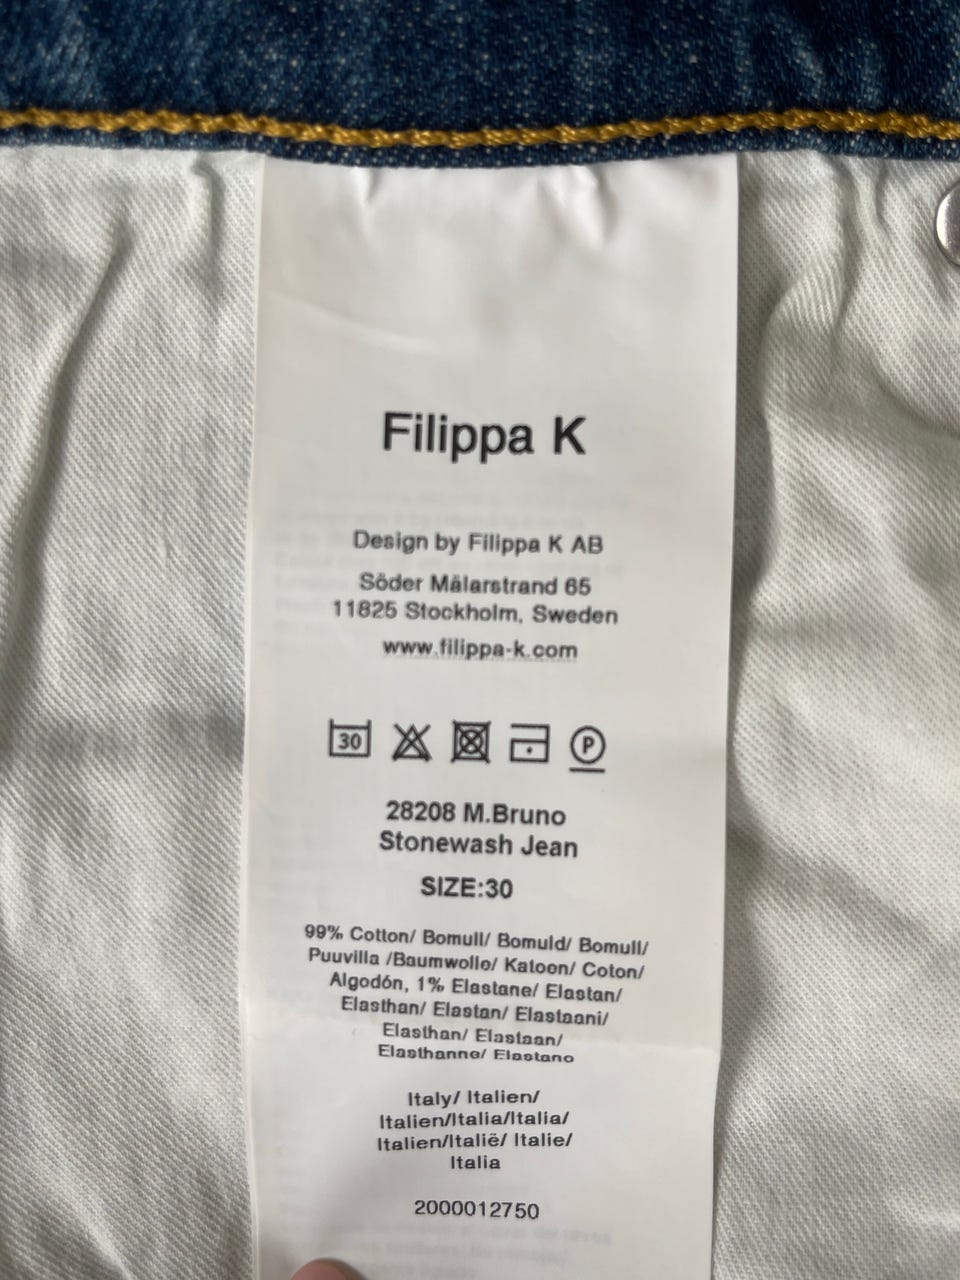 Filippa K
Design by Filippa K AB
Söder Mälarstrand 65
11825 Stockholm, Sweden
www.filippa-k.com
30 P
28208 M.Bruno
Stonewash Jean
SIZE:30
99% Cotton/ Bomull/ Bomuld/ Bomull/
Puuvilla /Baumwolle/ Katoen/ Coton/
Algodón, 1% Elastane/ Elastan/
Elasthan/ Elastan/ Elastaani/
Elasthan/ Elastaan/
Elasthanne/ Elastano
Italy/ Italien/
Italien/Italia/Italia/
Italien/Italië/ Italie/
Italia
2000012750